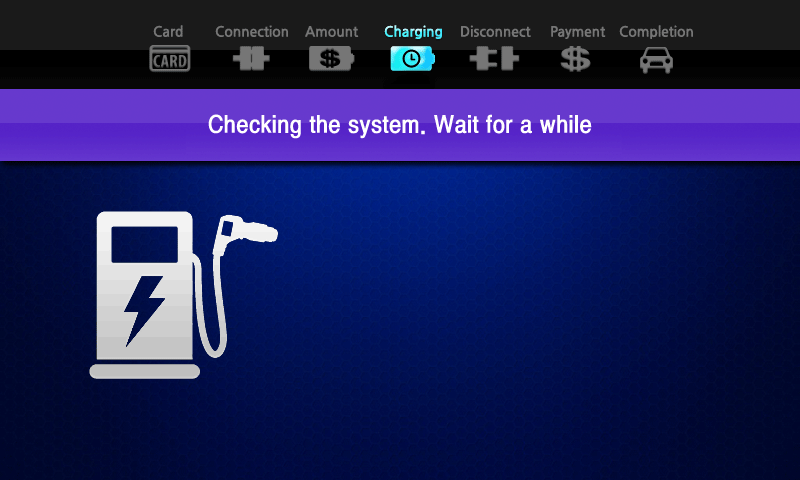 Card Connection Amount Charging Disconnect Payment Completion
CARD $ $
Checking the system. Wait for a while